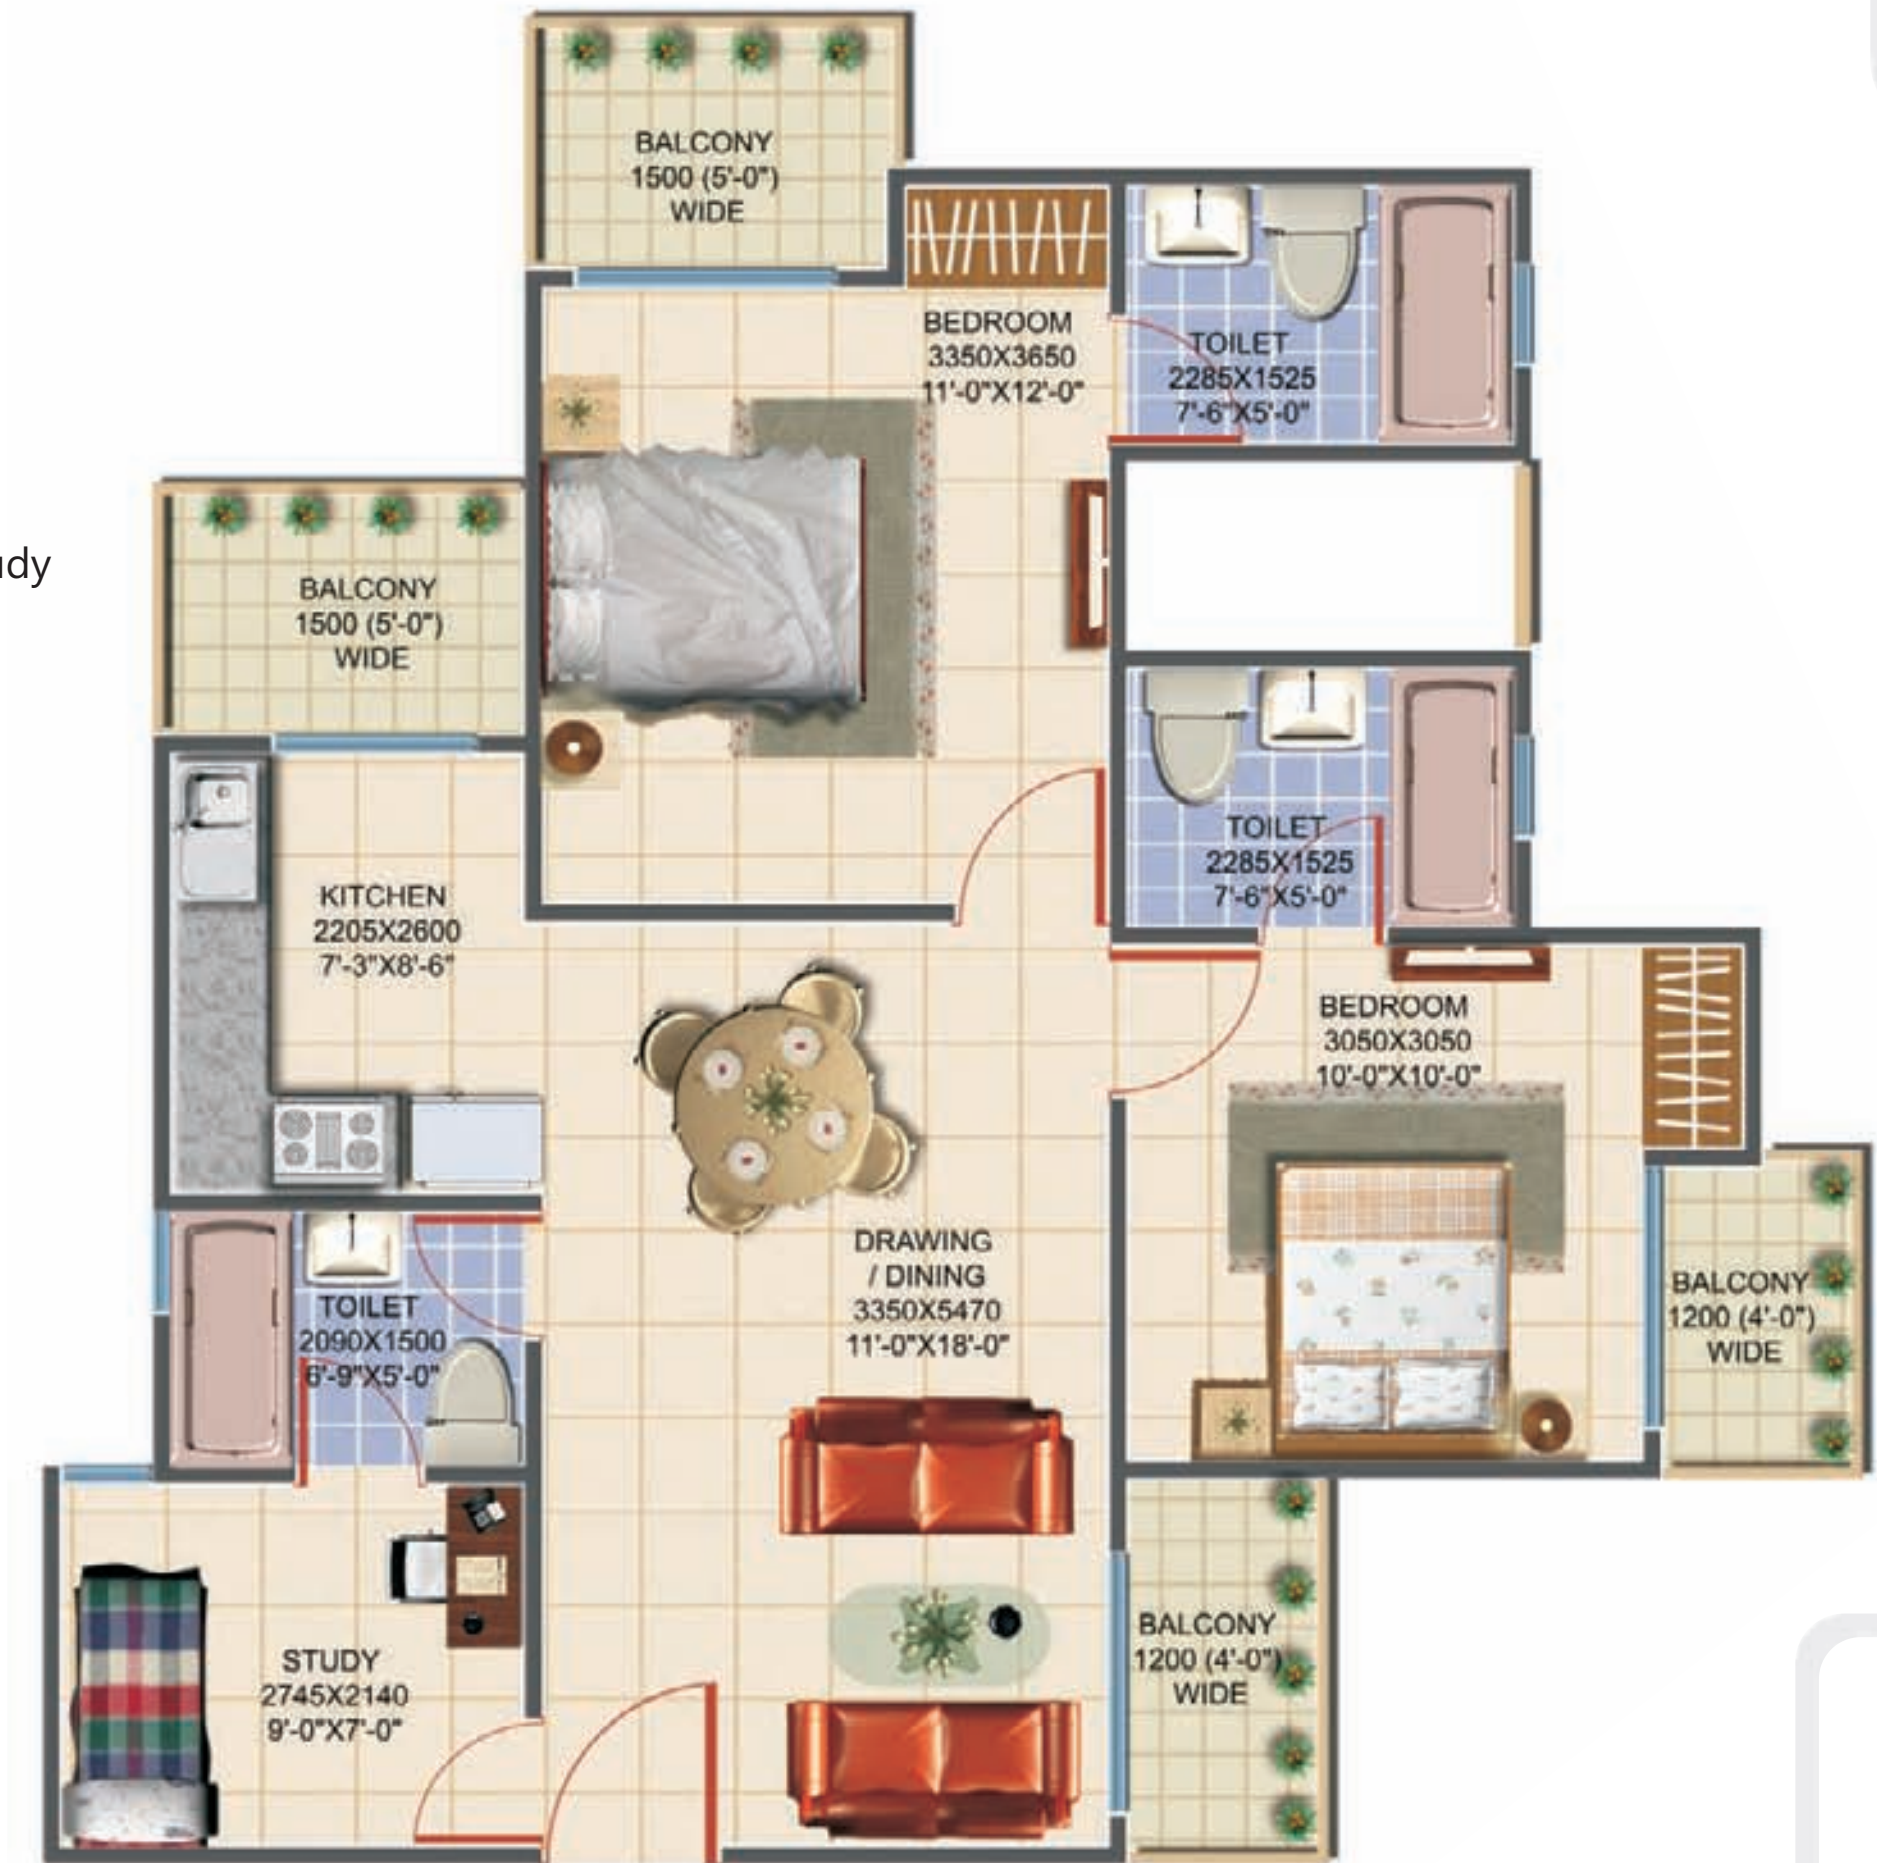 BALCONY
1500 (5'-0")
WIDE
BEDROOM
3350X3650
11'-0"X12'-0"
TOILET
2285X1525
7'-6"X5'-0"
BALCONY
1500 (5'-0")
WIDE
TOILET
2285X1525
7'-6"X5'-0"
KITCHEN
2205X2600
7'-3"X8'-6"
BEDROOM
3050X3050
10'-0"X10'-0"
DRAWING
/ DINING
3350X5470
11'-0"X18'-0"
BALCONY
1200 (4'-0")
WIDE
TOILET
2090X1500
6'-9"X5'-0"
STUDY
2745X2140
9'-0"X7'-0"
BALCONY
1200 (4'-0")
WIDE